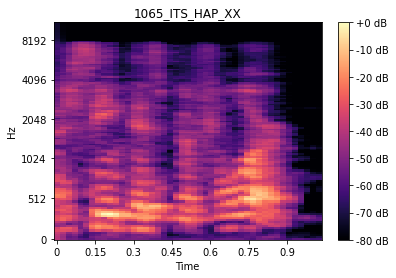 1065_ITS_HAP_XX
+0 dB
8192
-10 dB
4096
-20 dB
-30 dB
2048
Hz
-40 dB
1024
-50 dB
-60 dB
512
-70 dB
0
-80 dB
0 0.15 0.3 0.45 0.6 0.75 0.9
Time